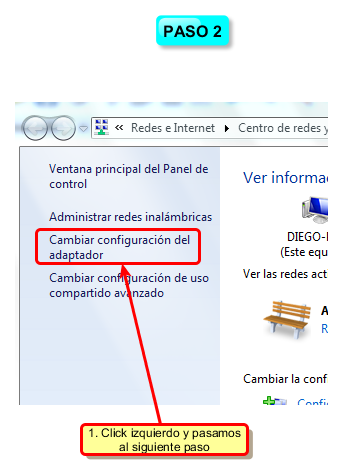 PASO 2
« Redes e Internet Centro de redes y
Ventana principal del Panel de
control
Administrar redes inalámbricas
Cambiar configuración del
adaptador
Cambiar configuración de uso
compartido avanzado
Ver informac
DIEGO-
(Este equ
Ver las redes act
A
R
Cambiar la conf
Config
1. Click izquierdo y pasamos
al siguiente paso